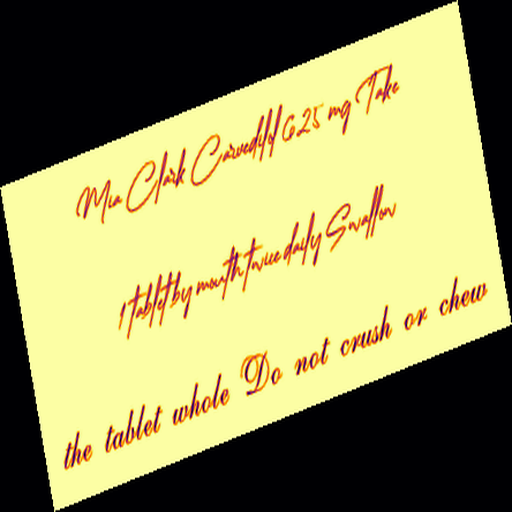 Mia Clark Carvedilol 6.25 mg Take
1 tablet by mouth twice daily Swallow
the tablet whole Do not crush or chew